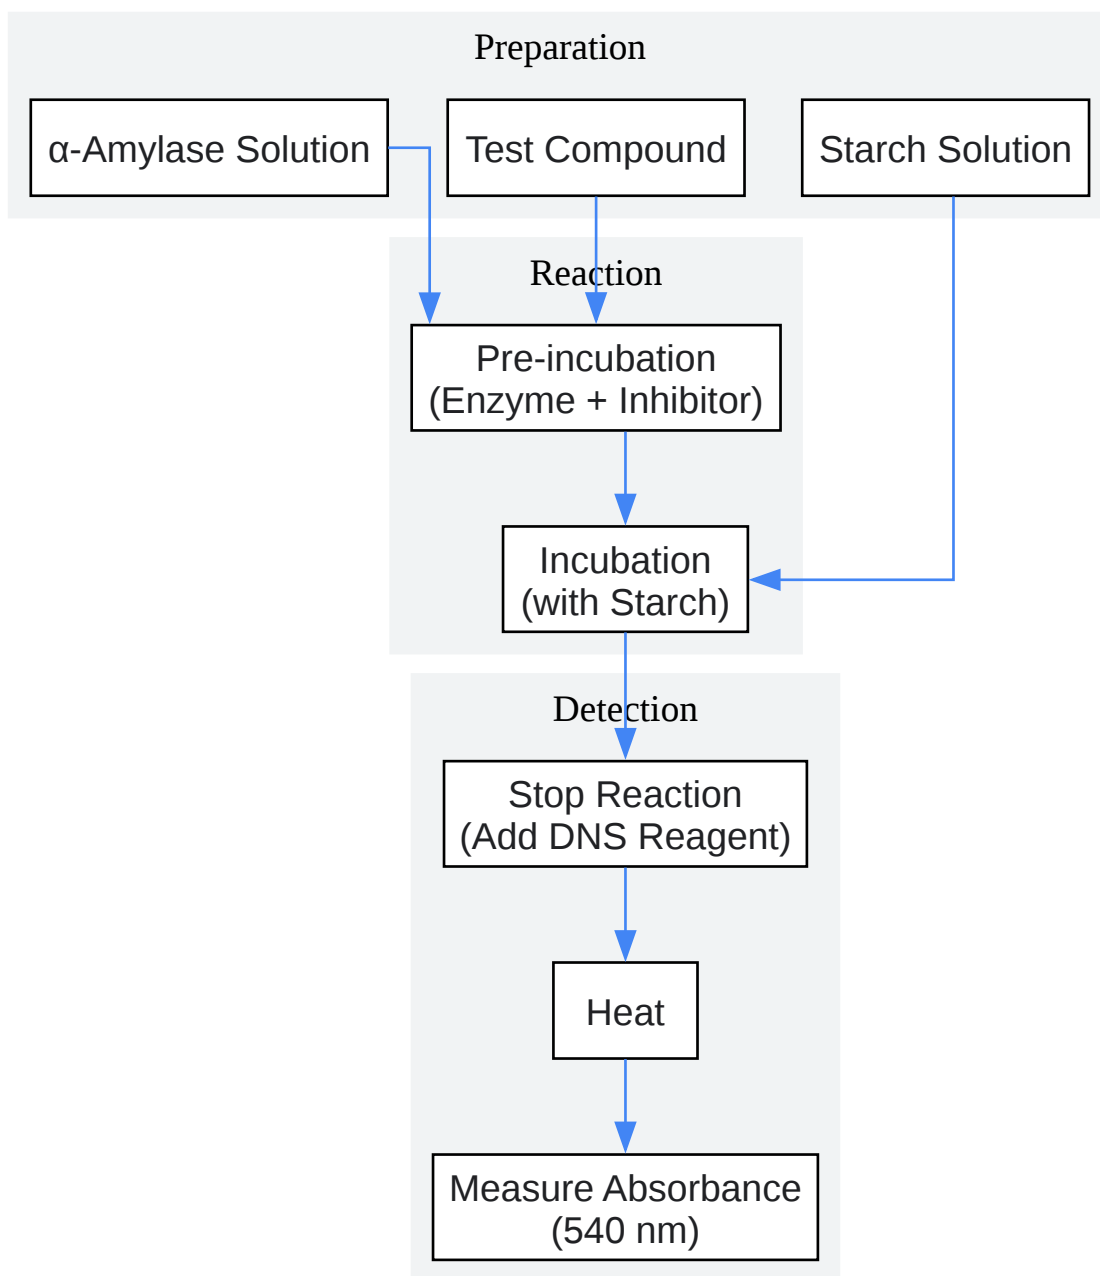 Preparation
α-Amylase Solution
Test Compound
Starch Solution
Reaction
Pre-incubation
(Enzyme + Inhibitor)
Incubation
(with Starch)
Detection
Stop Reaction
(Add DNS Reagent)
Heat
Measure Absorbance
(540 nm)